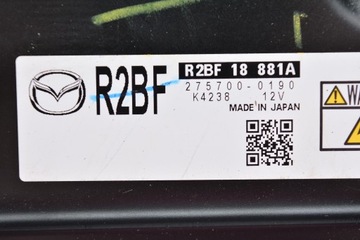 R2BF
R2BF 18 881A
275700-0190
K4238 12V
MADE IN JAPAN